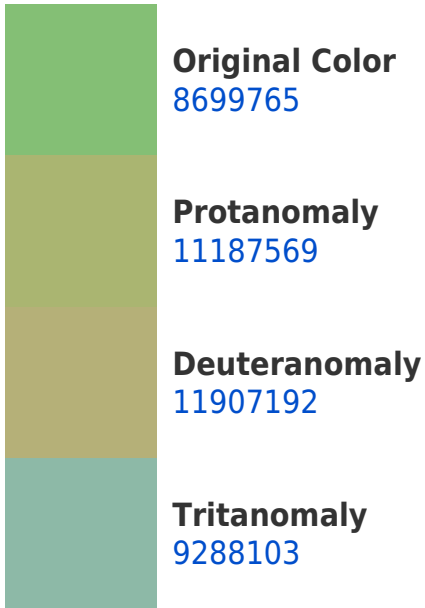 Original Color
8699765
Protanomaly
11187569
Deuteranomaly
11907192
Tritanomaly
9288103